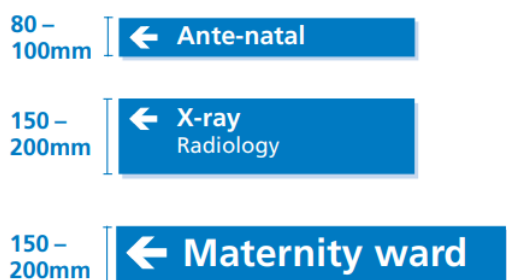 80 –
100mm
Ante-natal
150 –
200mm
X-ray
Radiology
150 –
200mm
Maternity ward